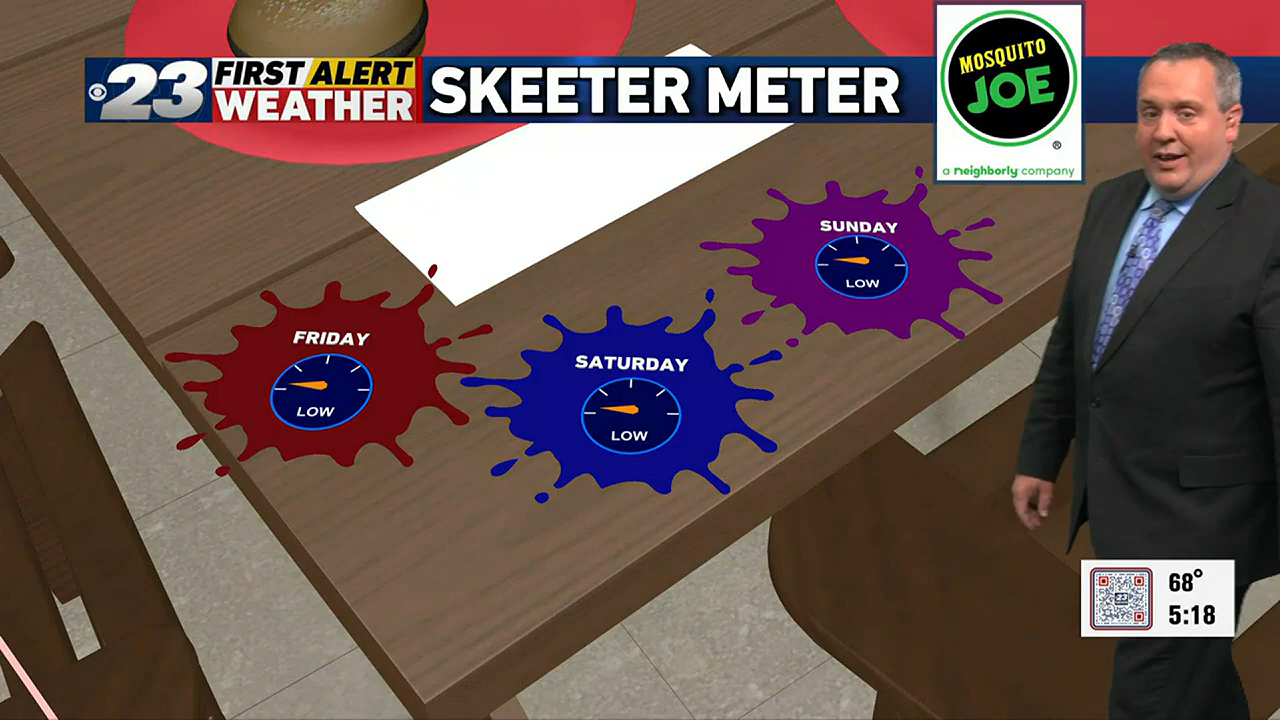 23
FIRST ALERT
WEATHER
SKEETER METER
MOSQUITO
JOE
®
a neighborly company
SUNDAY
LOW
FRIDAY
LOW
SATURDAY
LOW
68°
5:18